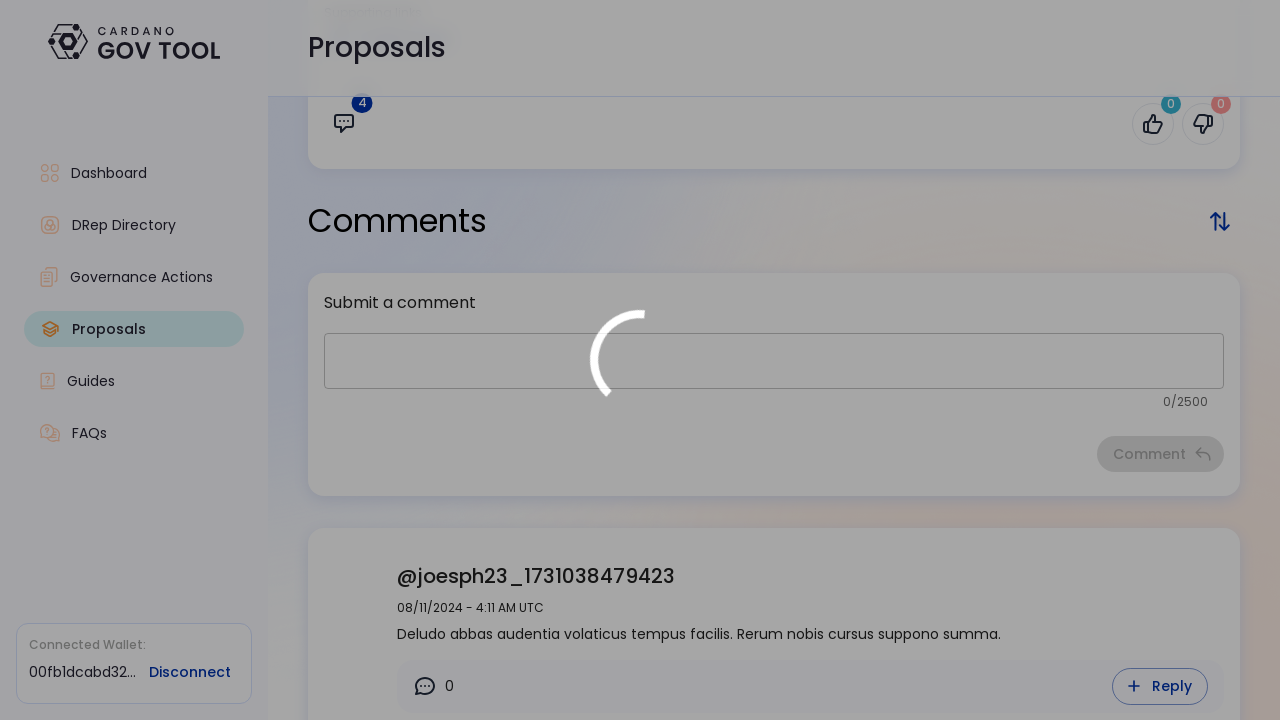 CARDANO
GOV TOOL
Proposals
4
0
0
Dashboard
DRep Directory
Governance Actions
Proposals
Guides
FAQs
Comments
Submit a comment
0/2500
Comment
@joesph23_1731038479423
08/11/2024 - 4:11 AM UTC
Deludo abbas audentia volaticus tempus facilis. Rerum nobis cursus suppono summa.
0
Reply
Connected Wallet:
00fb1dcabd32...
Disconnect